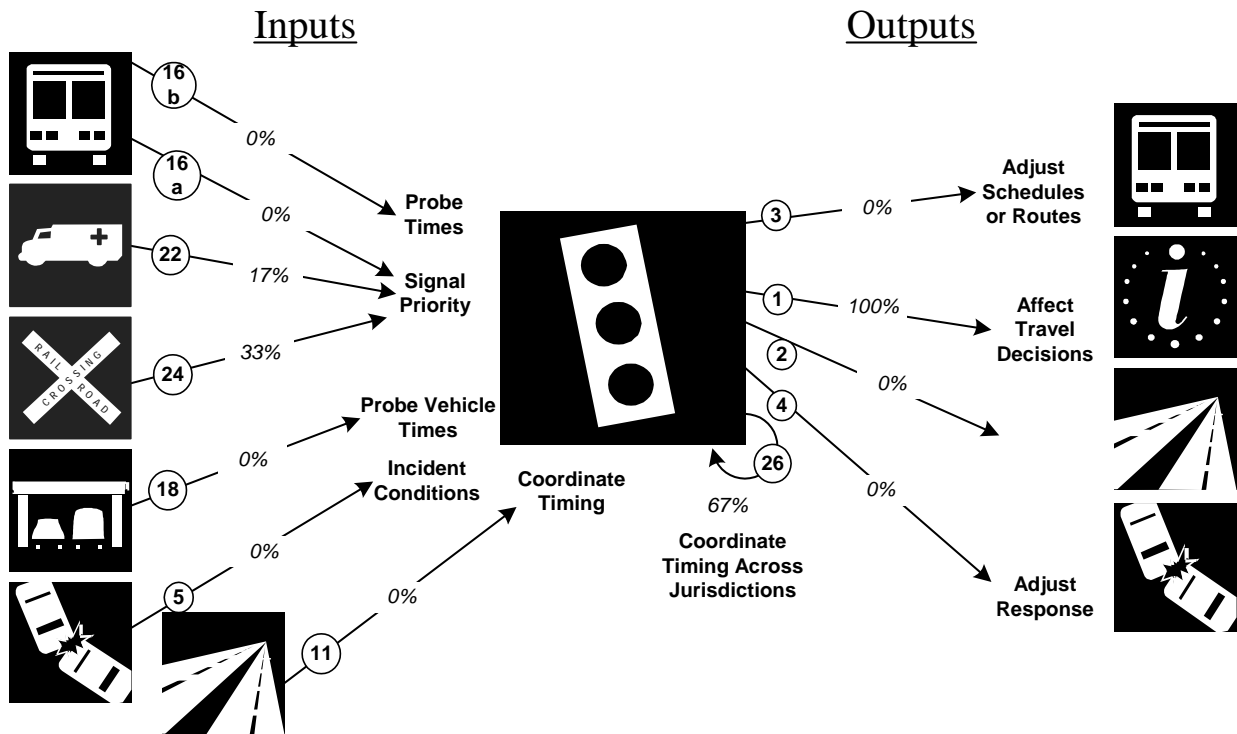 Inputs
Outputs
16
b
0%
16
a
0%
22
17%
24
33%
18
0%
5
0%
11
0%
Probe
Times
Signal
Priority
Probe Vehicle
Times
Incident
Conditions
Coordinate
Timing
RAIL ROAD
CROSSING
3
0%
1
100%
2
0%
4
0%
26
67%
Coordinate
Timing Across
Jurisdictions
Adjust
Schedules
or Routes
Affect
Travel
Decisions
Adjust
Response
i